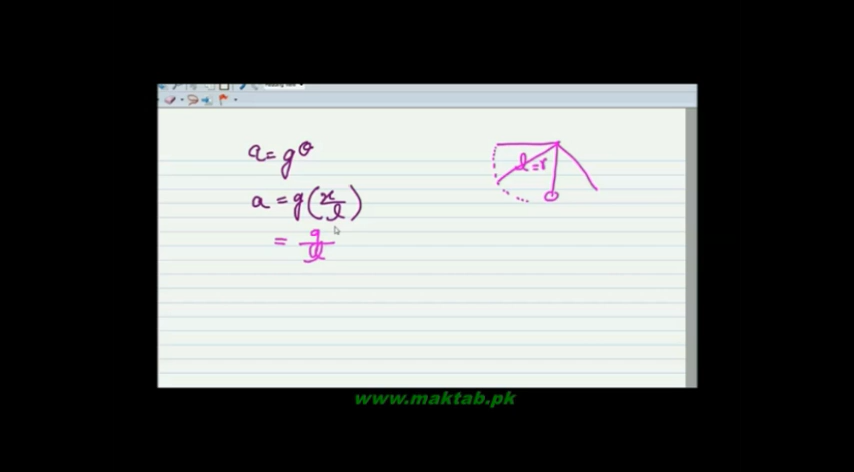 a = gθ
a = g(x/l)
= g/l
l = r
www.maktab.pk